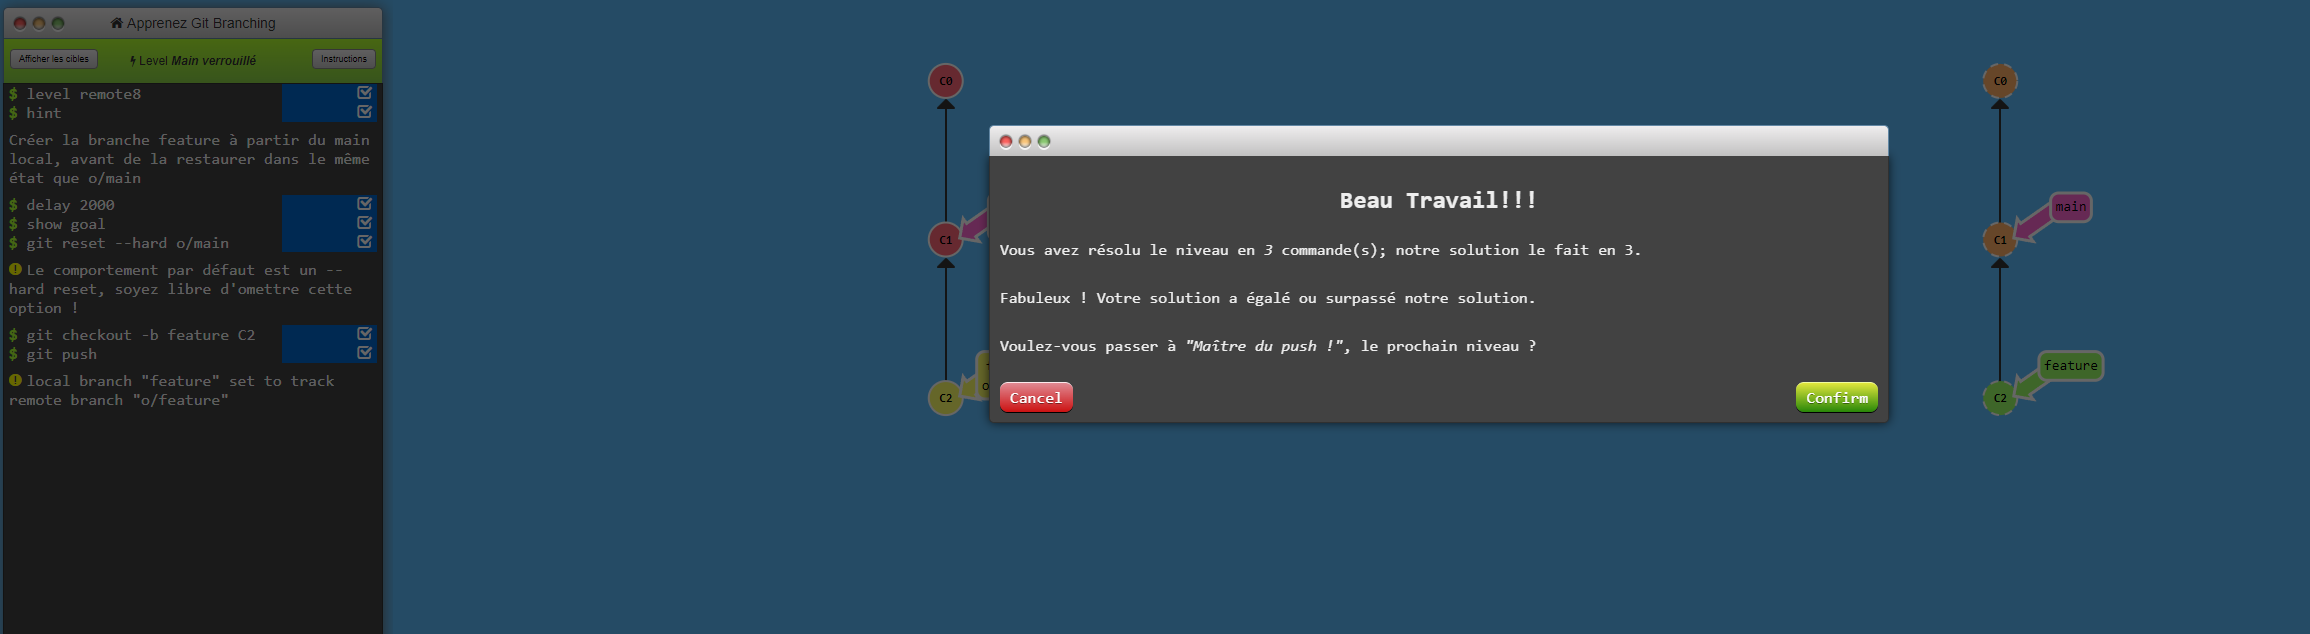 Apprenez Git Branching
Afficher les cibles
Level Main verrouillé
Instructions
$ level remote8
$ hint
Créer la branche feature à partir du main
local, avant de la restaurer dans le même
état que o/main
$ delay 2000
$ show goal
$ git reset --hard o/main
Le comportement par défaut est un --
hard reset, soyez libre d'omettre cette
option !
$ git checkout -b feature C2
$ git push
local branch "feature" set to track
remote branch "o/feature"
C0
C1
C2
Beau Travail!!!
Vous avez résolu le niveau en 3 commande(s); notre solution le fait en 3.
Fabuleux ! Votre solution a égalé ou surpassé notre solution.
Voulez-vous passer à "Maître du push !", le prochain niveau ?
Cancel
Confirm
C0
main
C1
feature
C2